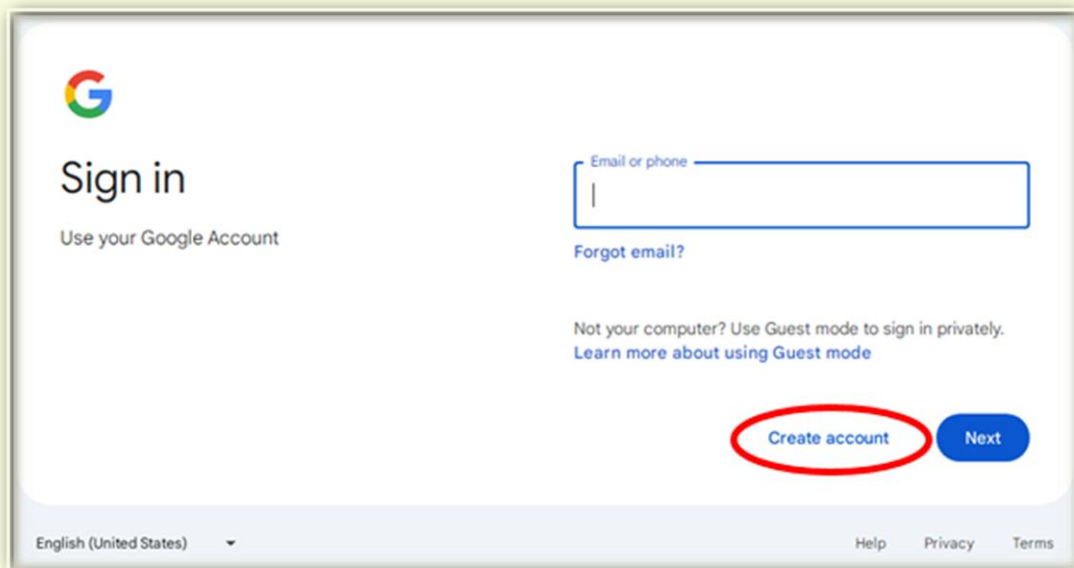 Sign in
Use your Google Account
Email or phone
Forgot email?
Not your computer? Use Guest mode to sign in privately.
Learn more about using Guest mode
Create account
Next
English (United States)
Help
Privacy
Terms